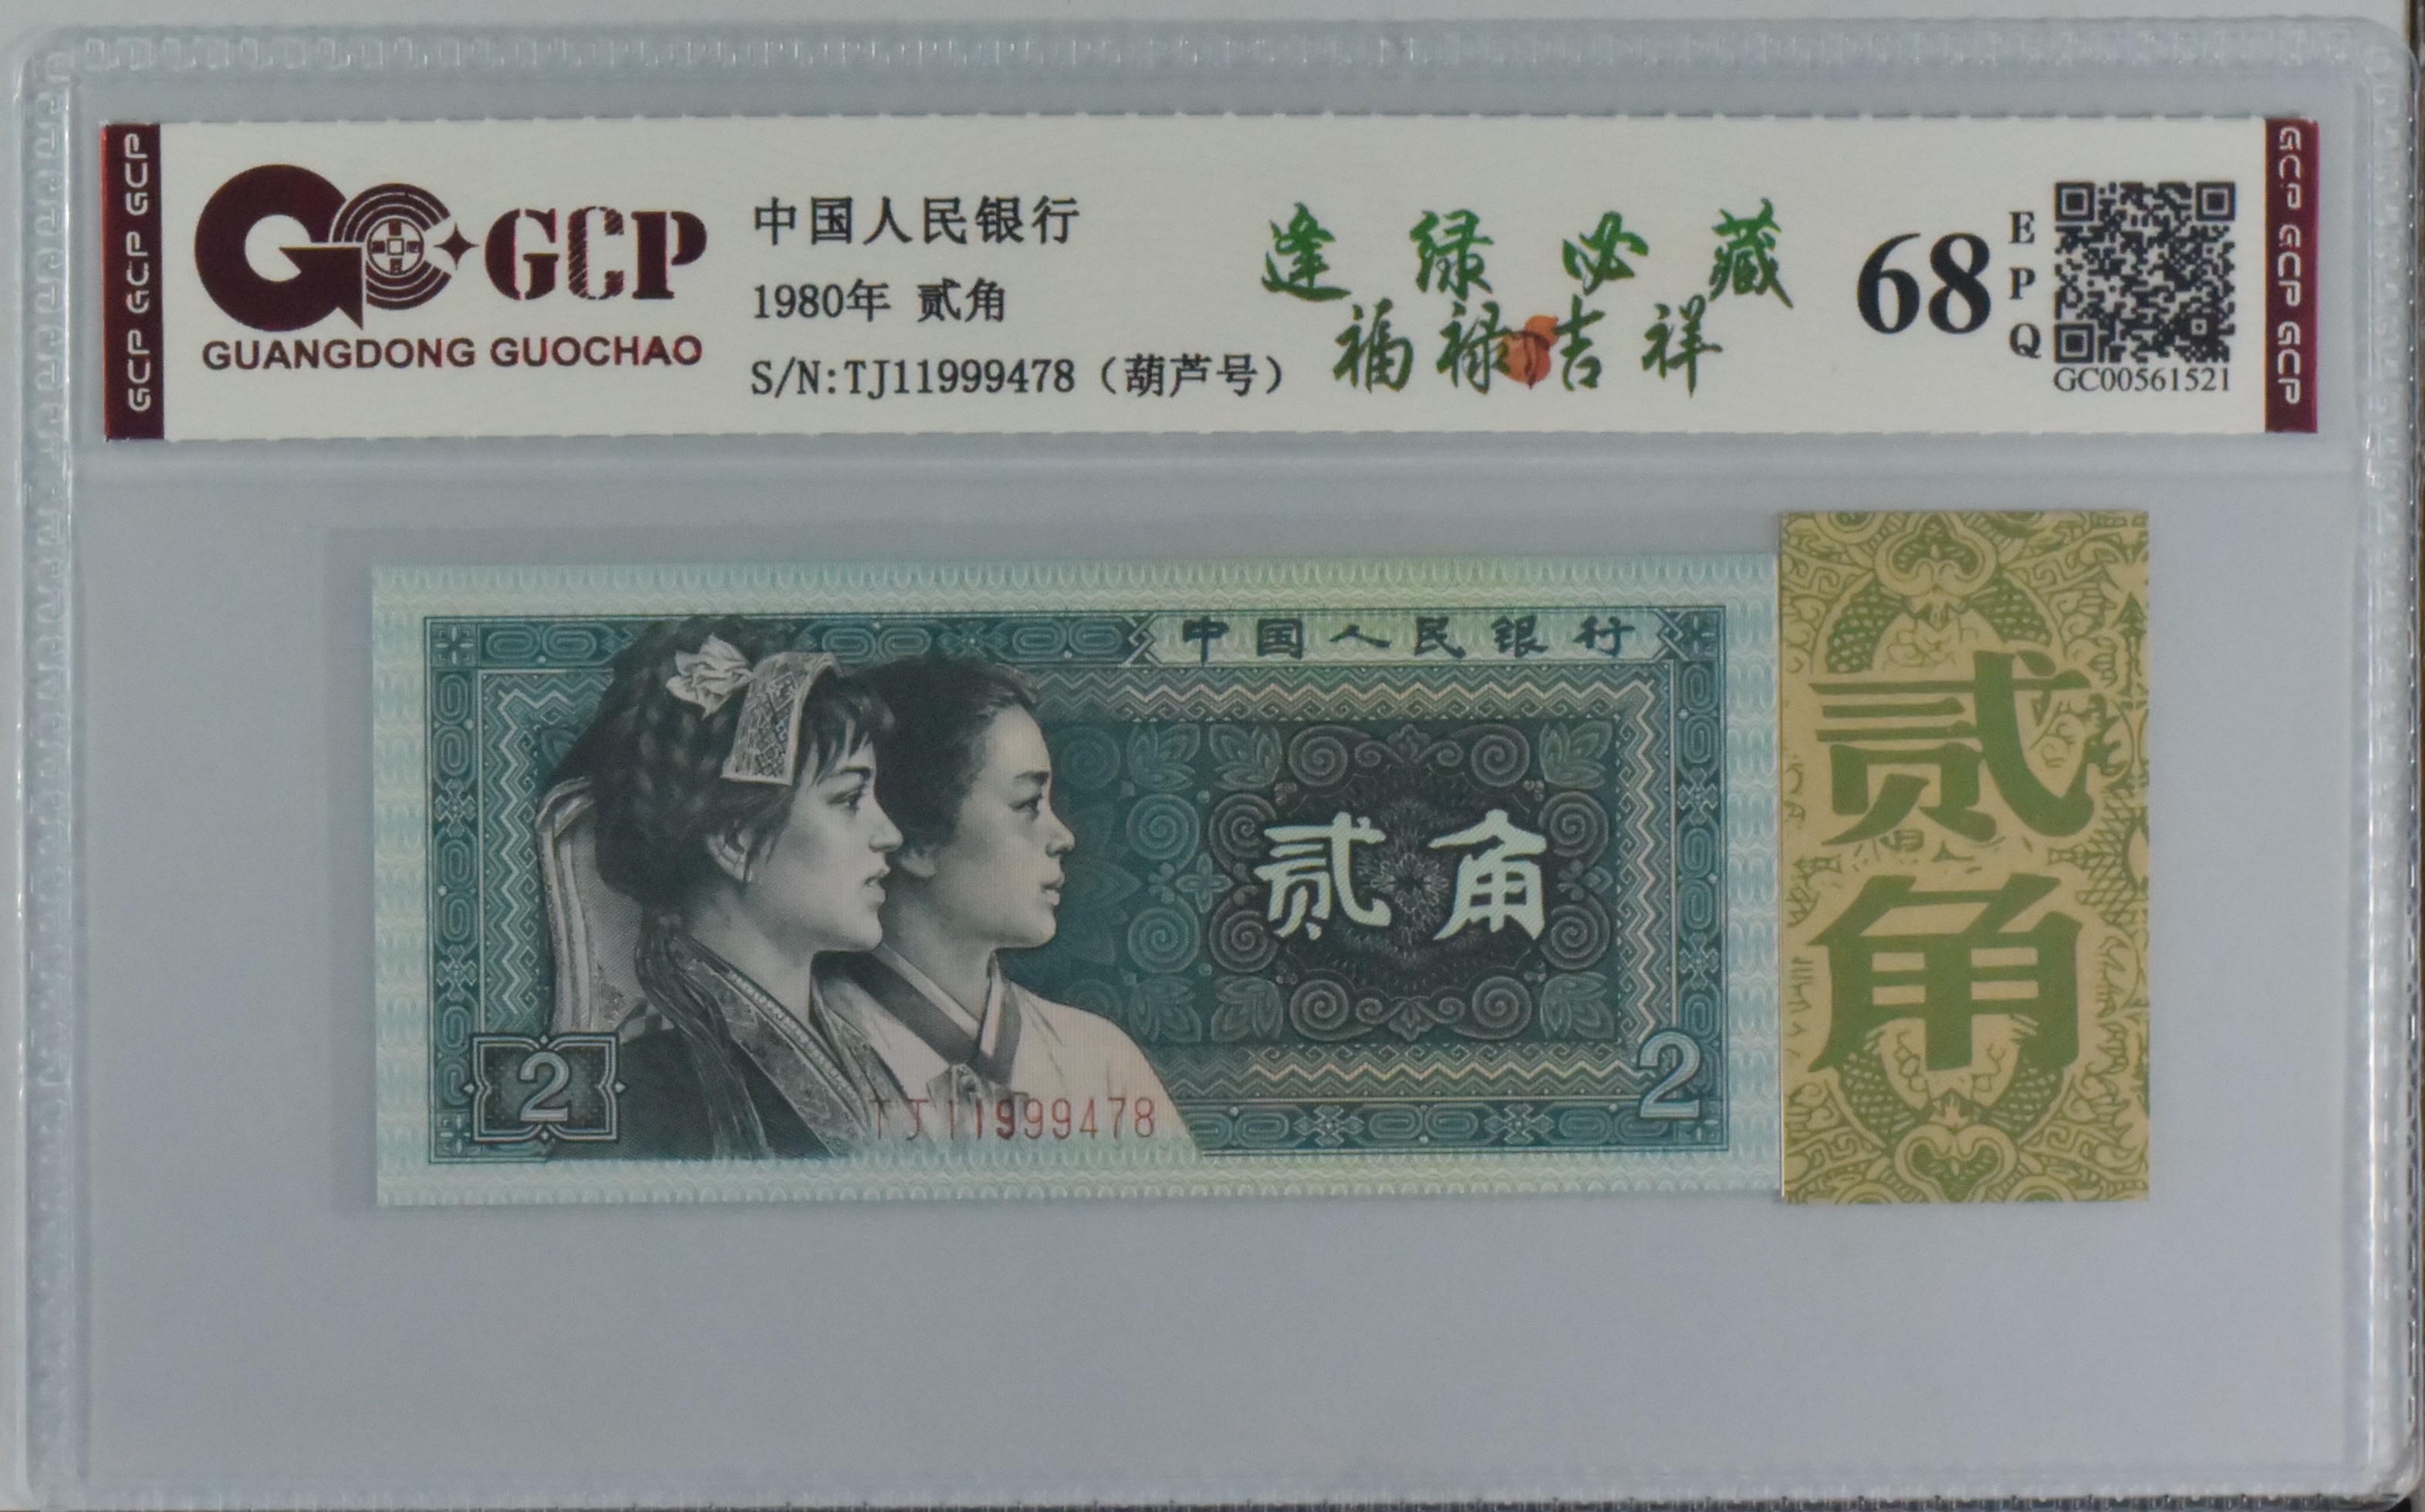 GCP GCP GCP
GCP
GUANGDONG GUOCHAO
中国人民银行
1980年 贰角
S/N:TJ11999478（葫芦号）
逢绿必藏
福禄吉祥
68
EPQ
GC00561521
GCP GCP GCP
中国人民银行
贰角
2
2
TJ11999478
贰角